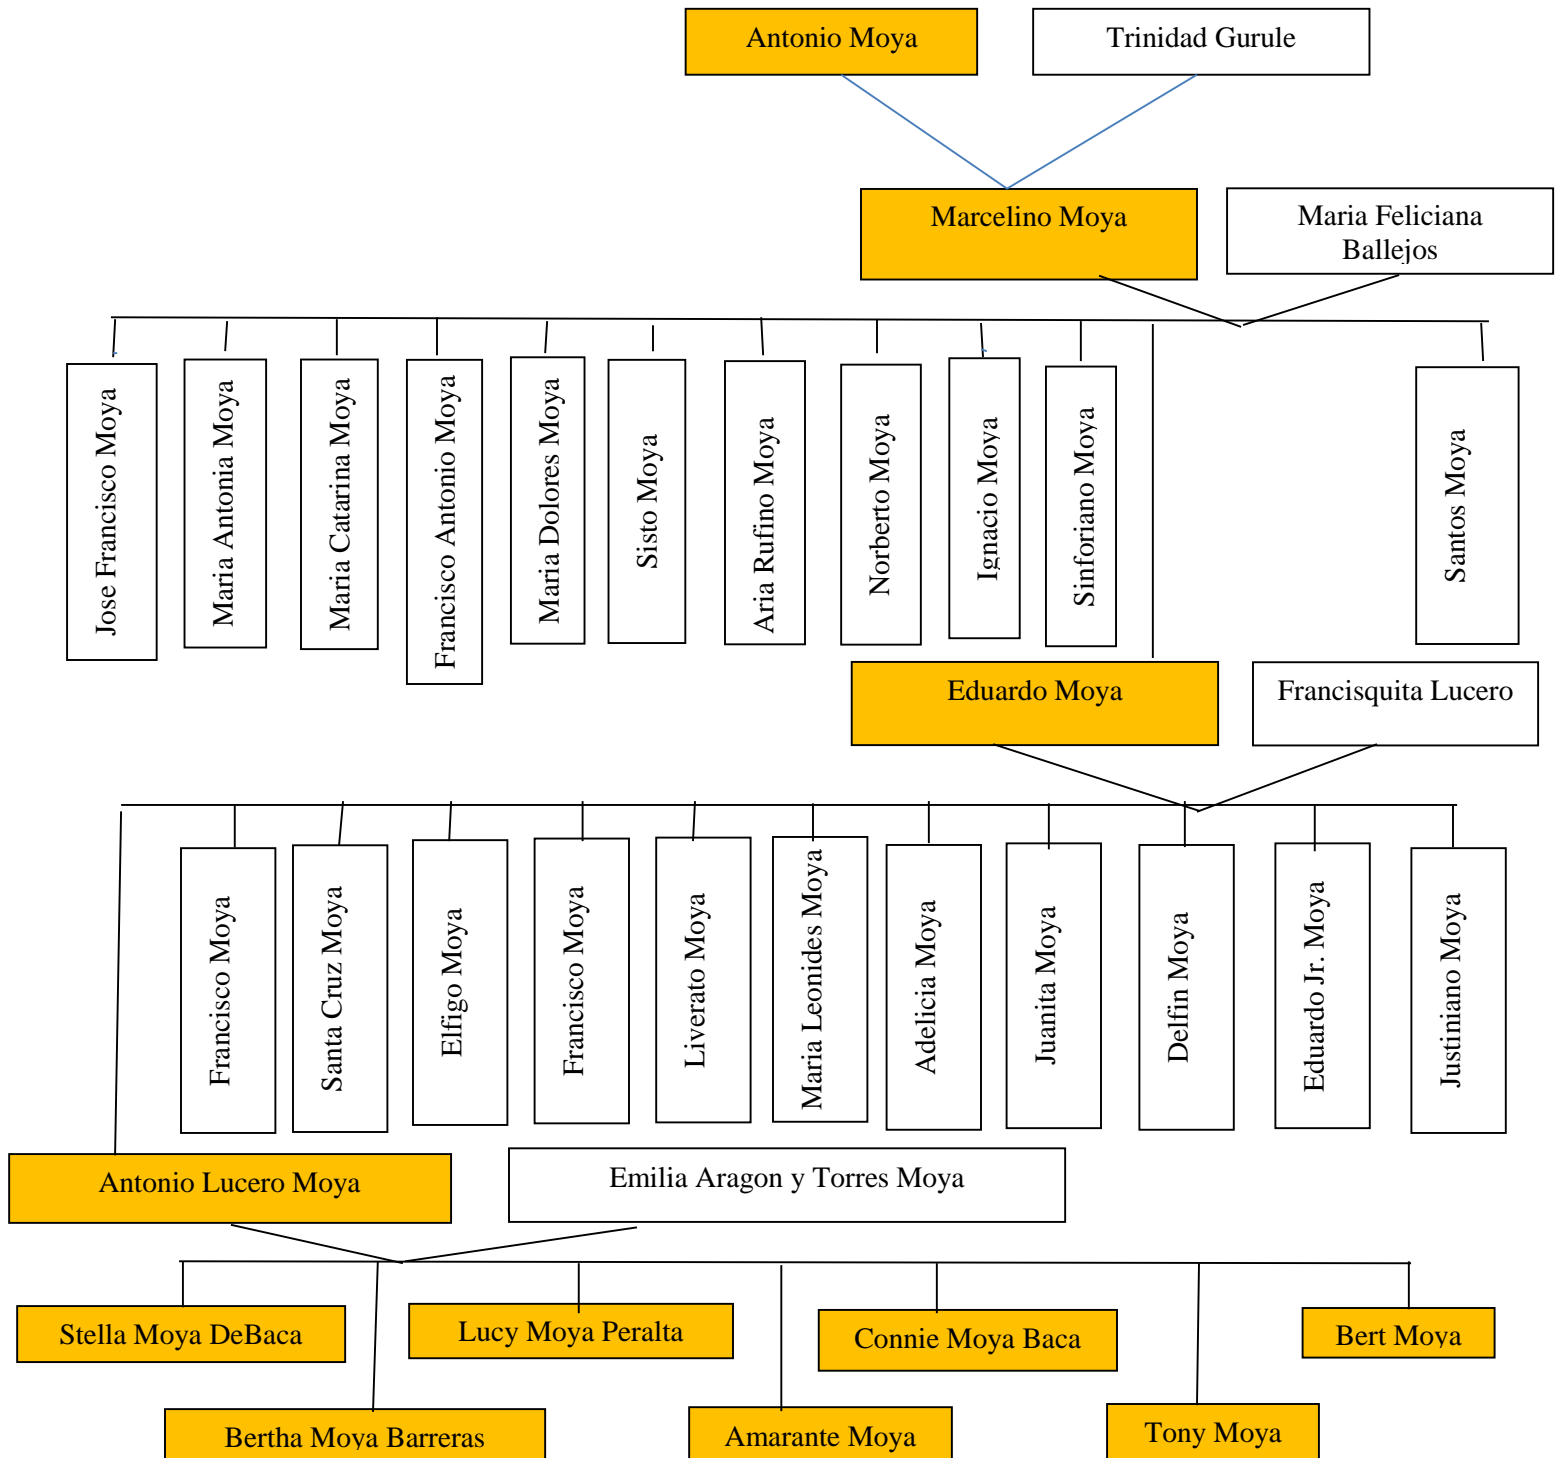 Antonio Moya
Trinidad Gurule
Marcelino Moya
Maria Feliciana
Ballejos
Jose Francisco Moya
Maria Antonia Moya
Maria Catarina Moya
Francisco Antonio Moya
Maria Dolores Moya
Sisto Moya
Aria Rufino Moya
Norberto Moya
Ignacio Moya
Sinforiano Moya
Santos Moya
Eduardo Moya
Francisquita Lucero
Francisco Moya
Santa Cruz Moya
Elfigo Moya
Francisco Moya
Liverato Moya
Maria Leonides Moya
Adelicia Moya
Juanita Moya
Delfin Moya
Eduardo Jr. Moya
Justiniano Moya
Antonio Lucero Moya
Emilia Aragon y Torres Moya
Stella Moya DeBaca
Lucy Moya Peralta
Connie Moya Baca
Bert Moya
Bertha Moya Barreras
Amarante Moya
Tony Moya